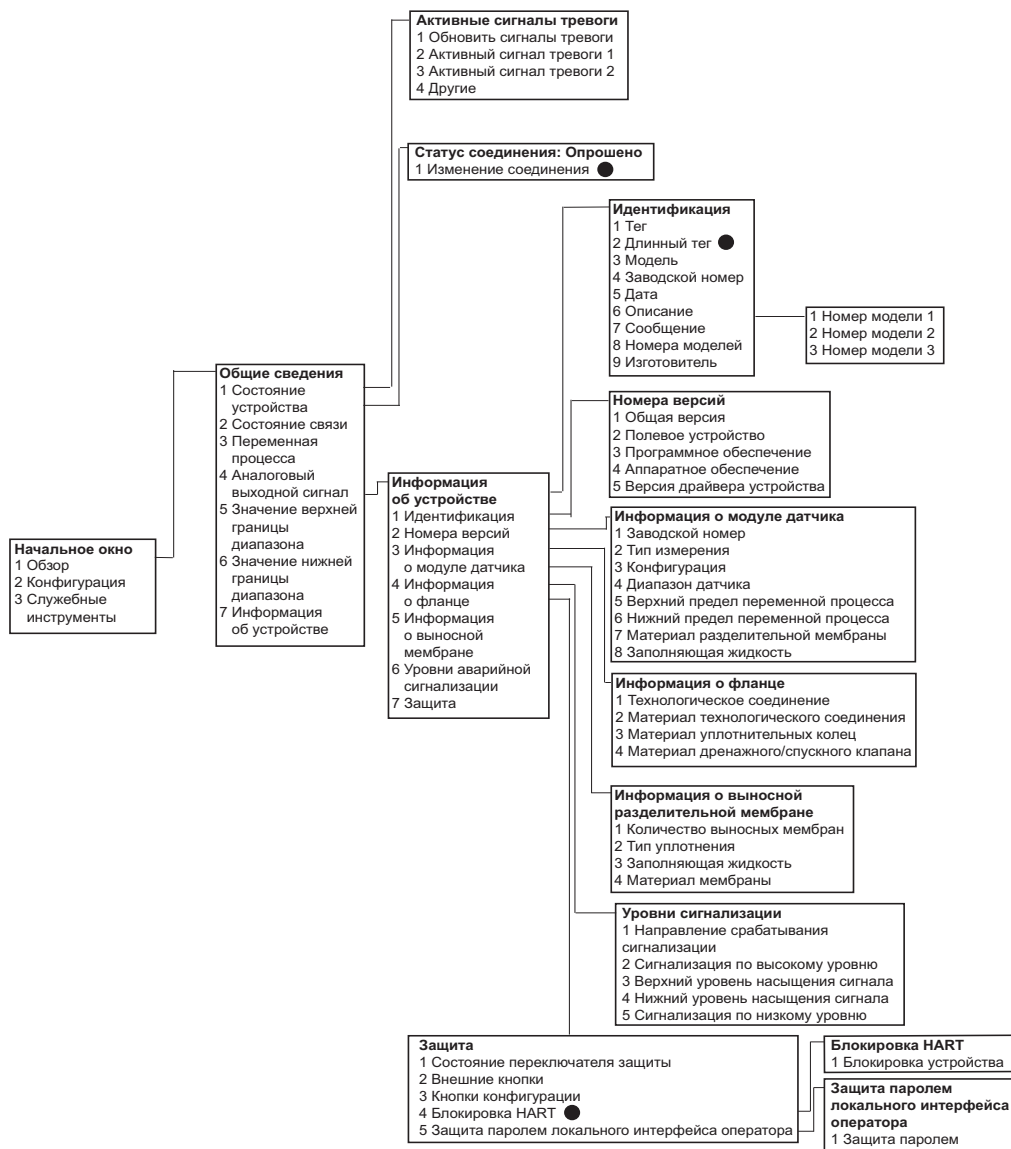 Активные сигналы тревоги
1 Обновить сигналы тревоги
2 Активный сигнал тревоги 1
3 Активный сигнал тревоги 2
4 Другие
Статус соединения: Опрошено
1 Изменение соединения
Идентификация
1 Тег
2 Длинный тег
3 Модель
4 Заводской номер
5 Дата
6 Описание
7 Сообщение
8 Номера моделей
9 Изготовитель
1 Номер модели 1
2 Номер модели 2
3 Номер модели 3
Общие сведения
1 Состояние
устройства
2 Состояние связи
3 Переменная
процесса
4 Аналоговый
выходной сигнал
5 Значение верхней
границы
диапазона
6 Значение нижней
границы
диапазона
7 Информация
об устройстве
Номера версий
1 Общая версия
2 Полевое устройство
3 Программное обеспечение
4 Аппаратное обеспечение
5 Версия драйвера устройства
Информация
об устройстве
1 Идентификация
2 Номера версий
3 Информация
о модуле датчика
4 Информация
о фланце
5 Информация
о выносной
мембране
6 Уровни аварийной
сигнализации
7 Защита
Начальное окно
1 Обзор
2 Конфигурация
3 Служебные
инструменты
Информация о модуле датчика
1 Заводской номер
2 Тип измерения
3 Конфигурация
4 Диапазон датчика
5 Верхний предел переменной процесса
6 Нижний предел переменной процесса
7 Материал разделительной мембраны
8 Заполняющая жидкость
Информация о фланце
1 Технологическое соединение
2 Материал технологического соединения
3 Материал уплотнительных колец
4 Материал дренажного/спускного клапана
Информация о выносной
разделительной мембране
1 Количество выносных мембран
2 Тип уплотнения
3 Заполняющая жидкость
4 Материал мембраны
Уровни сигнализации
1 Направление срабатывания
сигнализации
2 Сигнализация по высокому уровню
3 Верхний уровень насыщения сигнала
4 Нижний уровень насыщения сигнала
5 Сигнализация по низкому уровню
Защита
1 Состояние переключателя защиты
2 Внешние кнопки
3 Кнопки конфигурации
4 Блокировка HART
5 Защита паролем локального интерфейса оператора
Блокировка HART
1 Блокировка устройства
Защита паролем
локального интерфейса
оператора
1 Защита паролем